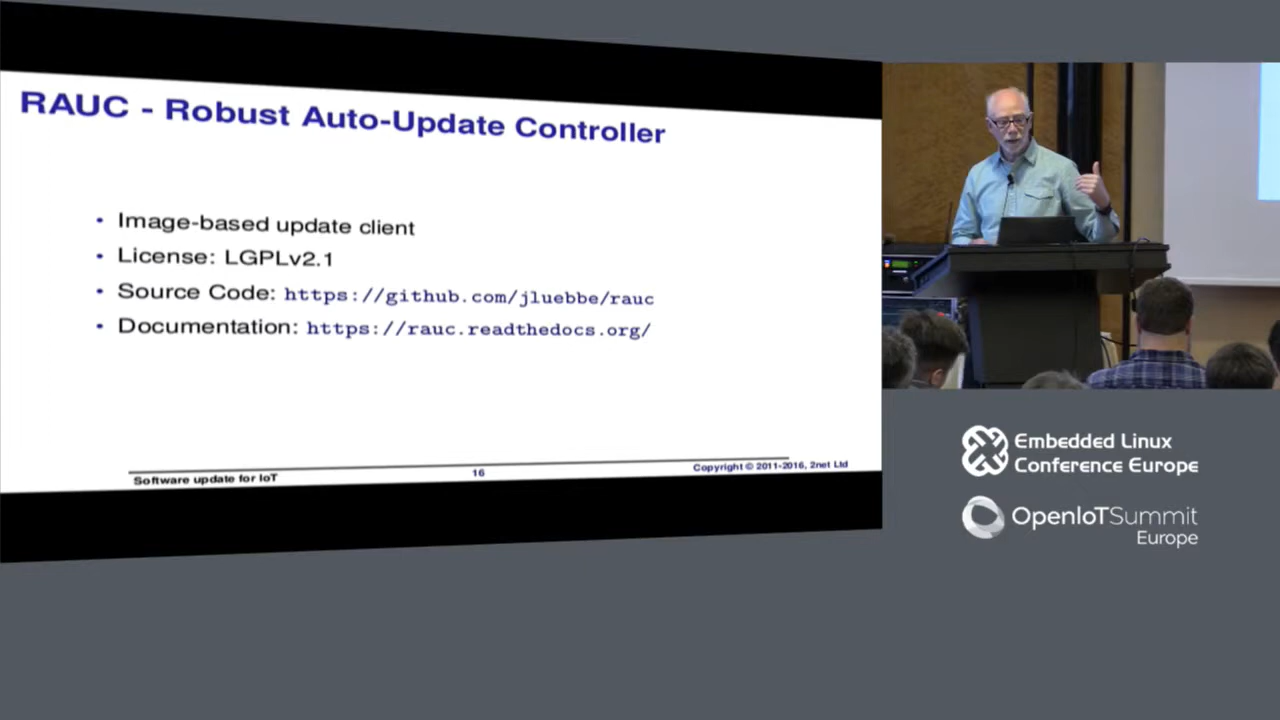 RAUC - Robust Auto-Update Controller
• Image-based update client
• License: LGPLv2.1
• Source Code: https://github.com/jluebbe/rauc
• Documentation: https://rauc.readthedocs.org/
Software update for IoT
16
Copyright © 2011-2016, 2net Ltd
Embedded Linux
Conference Europe
OpenIoTSummit
Europe